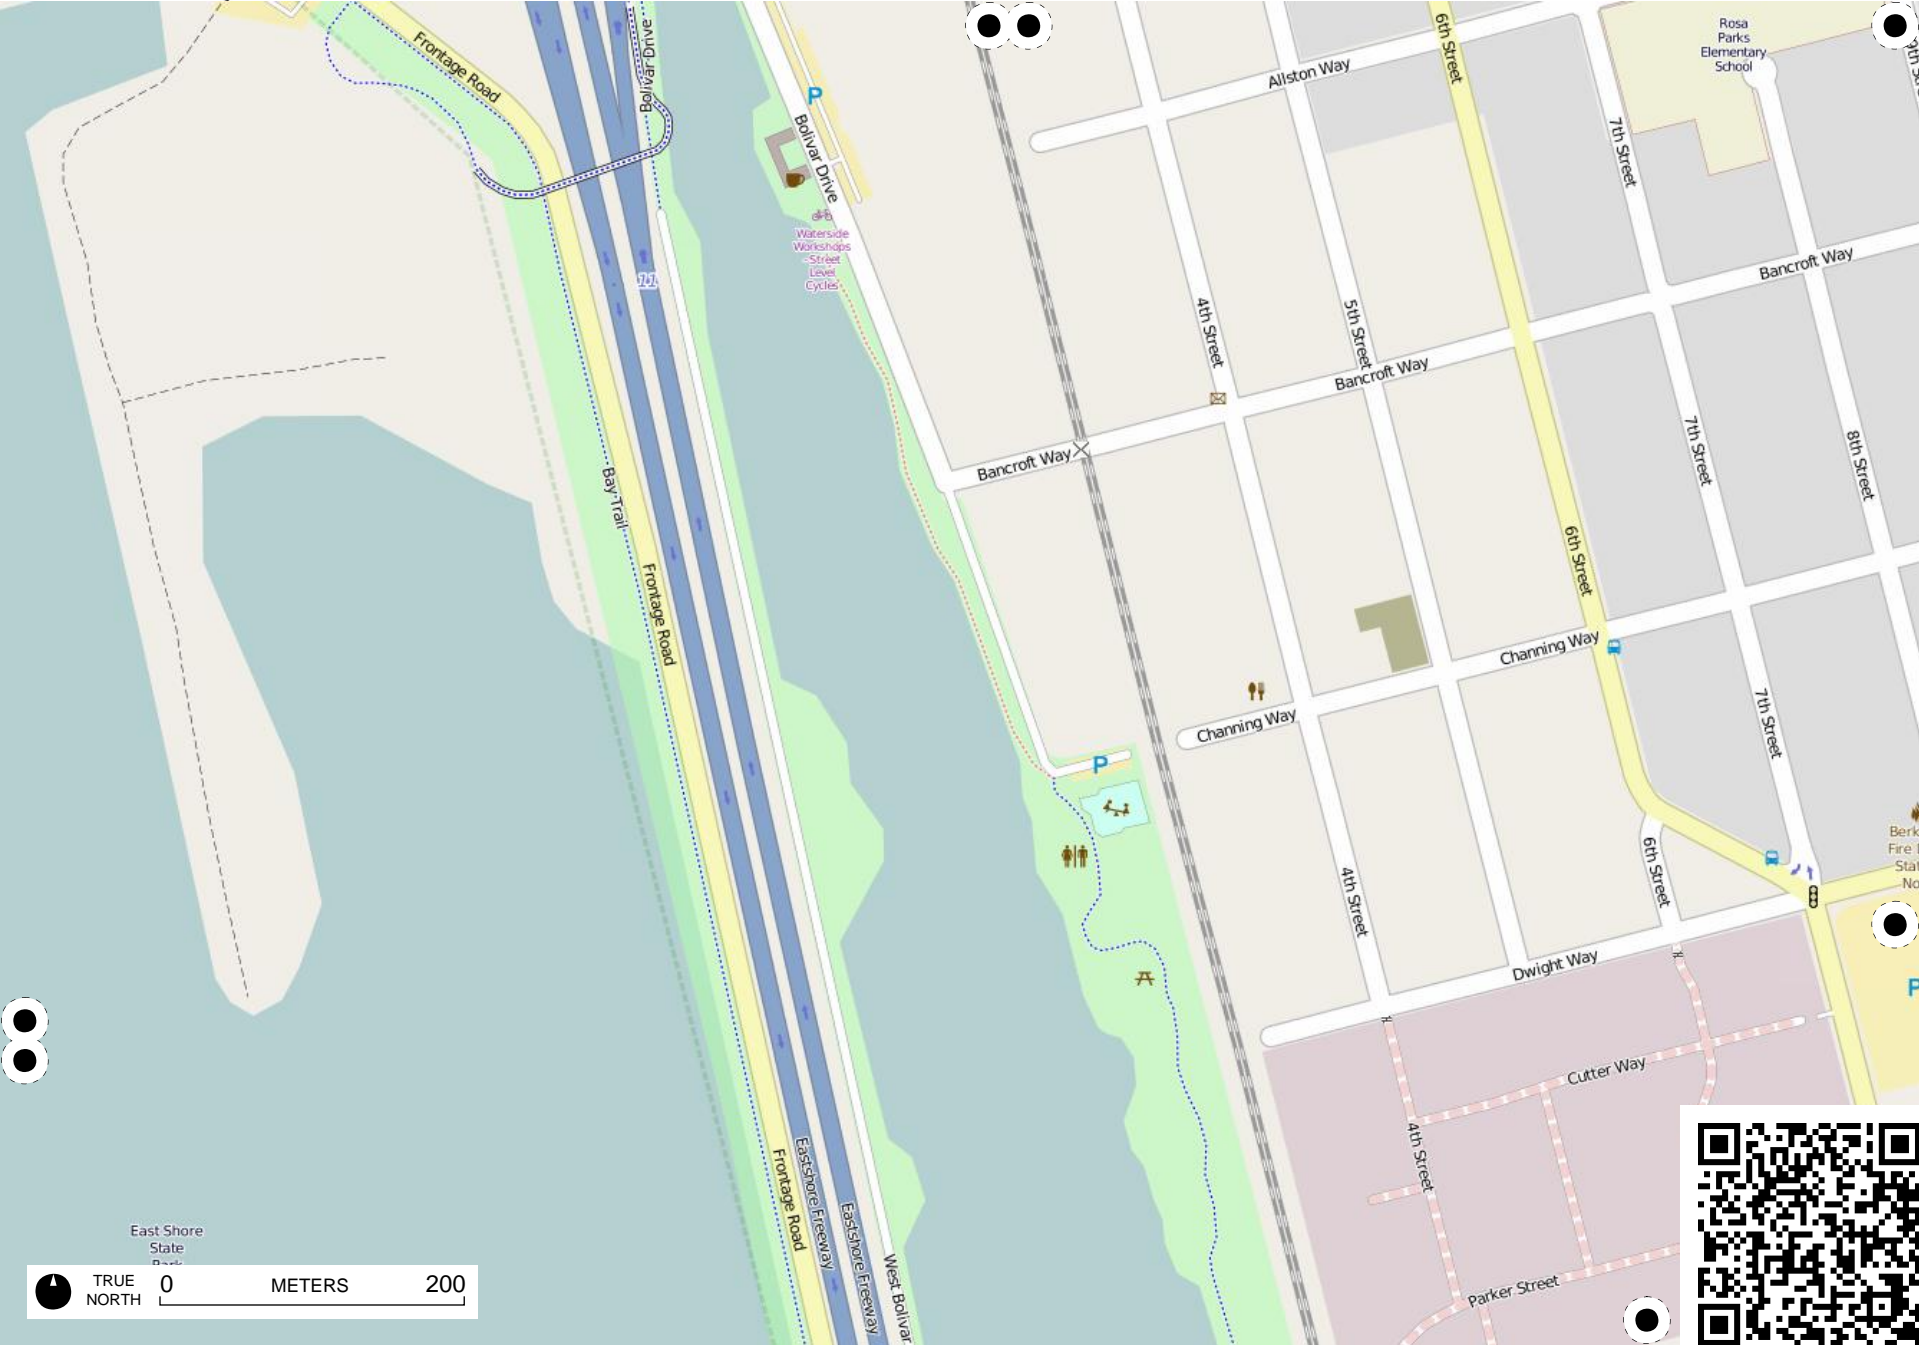 Frontage Road
Bolivar Drive
P
Bolivar Drive
Allston Way
6th Street
Rosa
Parks
Elementary
School
7th Street
Waterside
Workshops
- Street
Level
Cycles
11
4th Street
5th Street
Bancroft Way
Bancroft Way
Bancroft Way
7th Street
8th Street
Bay Trail
Frontage Road
6th Street
Channing Way
Channing Way
7th Street
P
4th Street
6th Street
Dwight Way
P
Cutter Way
4th Street
Parker Street
Frontage Road
Eastshore Freeway
Eastshore Freeway
West Bolivar
East Shore
State
Park
TRUE
NORTH
0 METERS 200